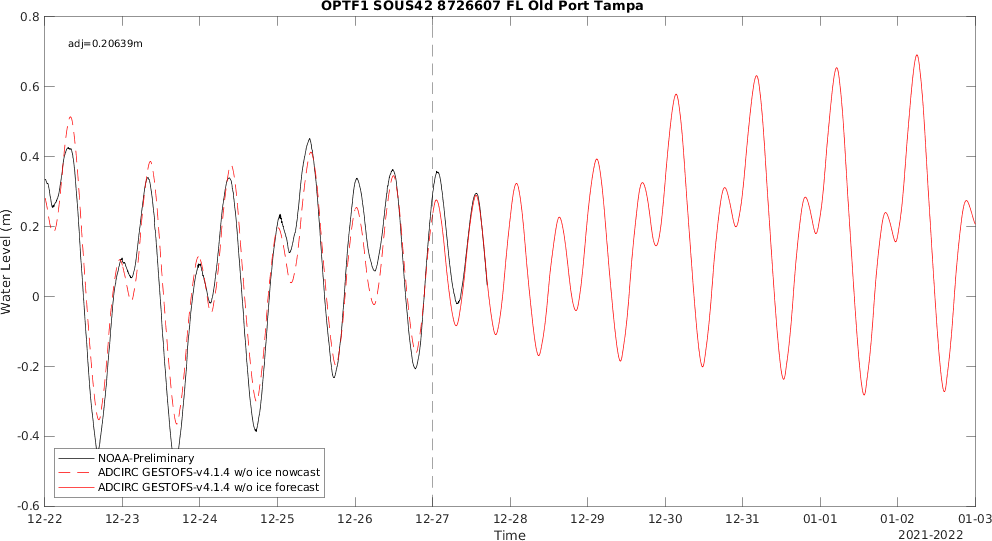 OPTF1 SOUS42 8726607 FL Old Port Tampa
adj=0.20639m
0.8
0.6
0.4
0.2
0
-0.2
-0.4
-0.6
Water Level (m)
NOAA-Preliminary
ADCIRC GESTOFS-v4.1.4 w/o ice nowcast
ADCIRC GESTOFS-v4.1.4 w/o ice forecast
12-22 12-23 12-24 12-25 12-26 12-27 12-28 12-29 12-30 12-31 01-01 01-02 01-03
Time
2021-2022